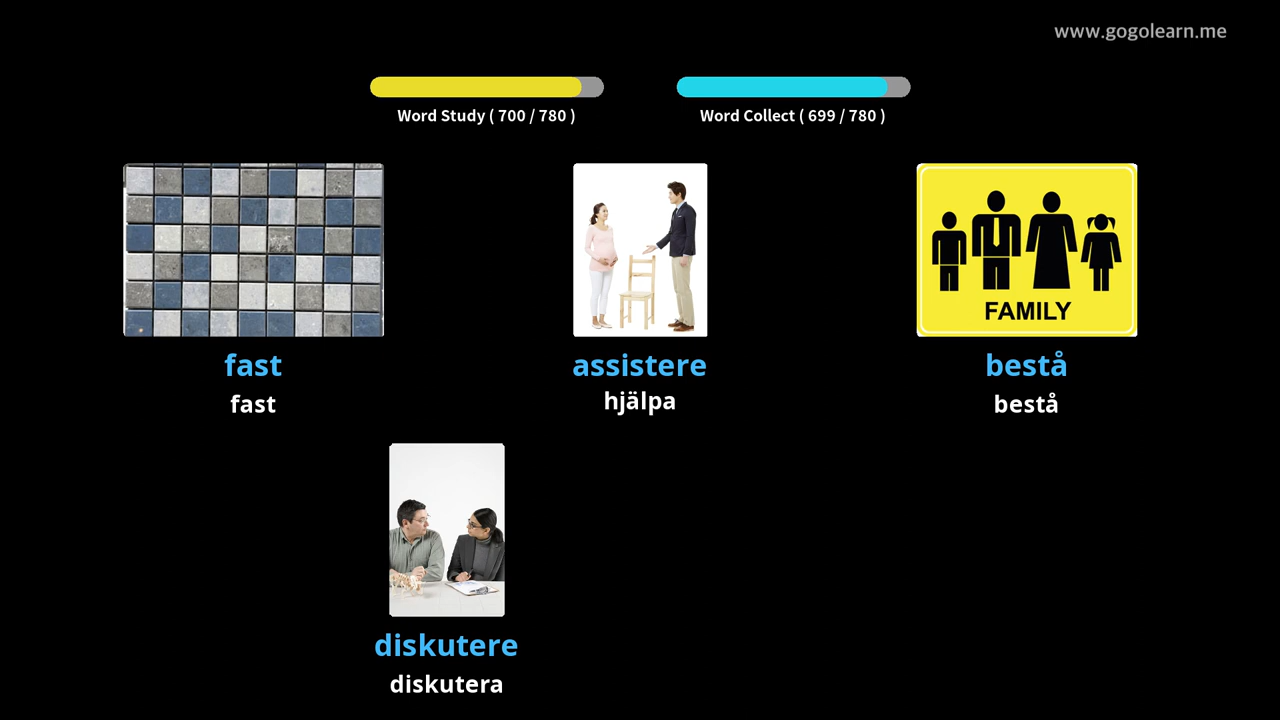 www.gogolearn.me
Word Study ( 700 / 780 )
Word Collect ( 699 / 780 )
FAMILY
fast
fast
assistere
hjälpa
bestå
bestå
diskutere
diskutera